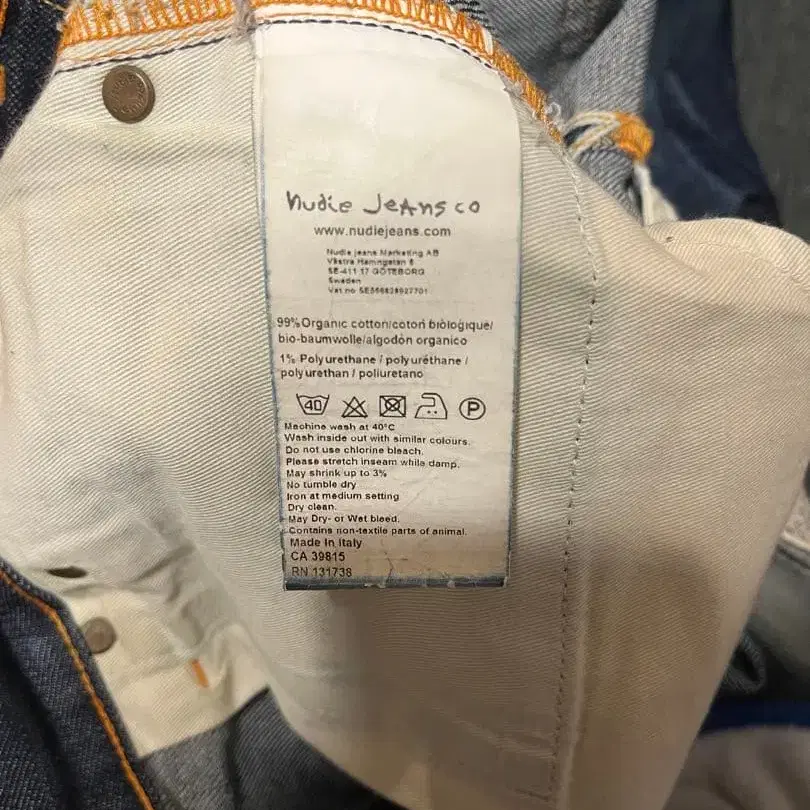 nudie Jeans co
www.nudiejeans.com
Nudie Jeans Marketing AB
Västra Hamngatan 6
SE-411 17 GÖTEBORG
Sweden
Vat no SE556628927701
99% Organic cotton/coton biologique/
bio-baumwolle/algodón organico
1% Polyurethane / polyuréthane /
polyurethan / poliuretano
40 P
Machine wash at 40°C
Wash inside out with similar colours.
Do not use chlorine bleach.
Please stretch inseam while damp.
May shrink up to 3%
No tumble dry
Iron at medium setting
Dry clean.
May Dry- or Wet bleed.
Contains non-textile parts of animal.
Made In Italy
CA 39815
RN 131738